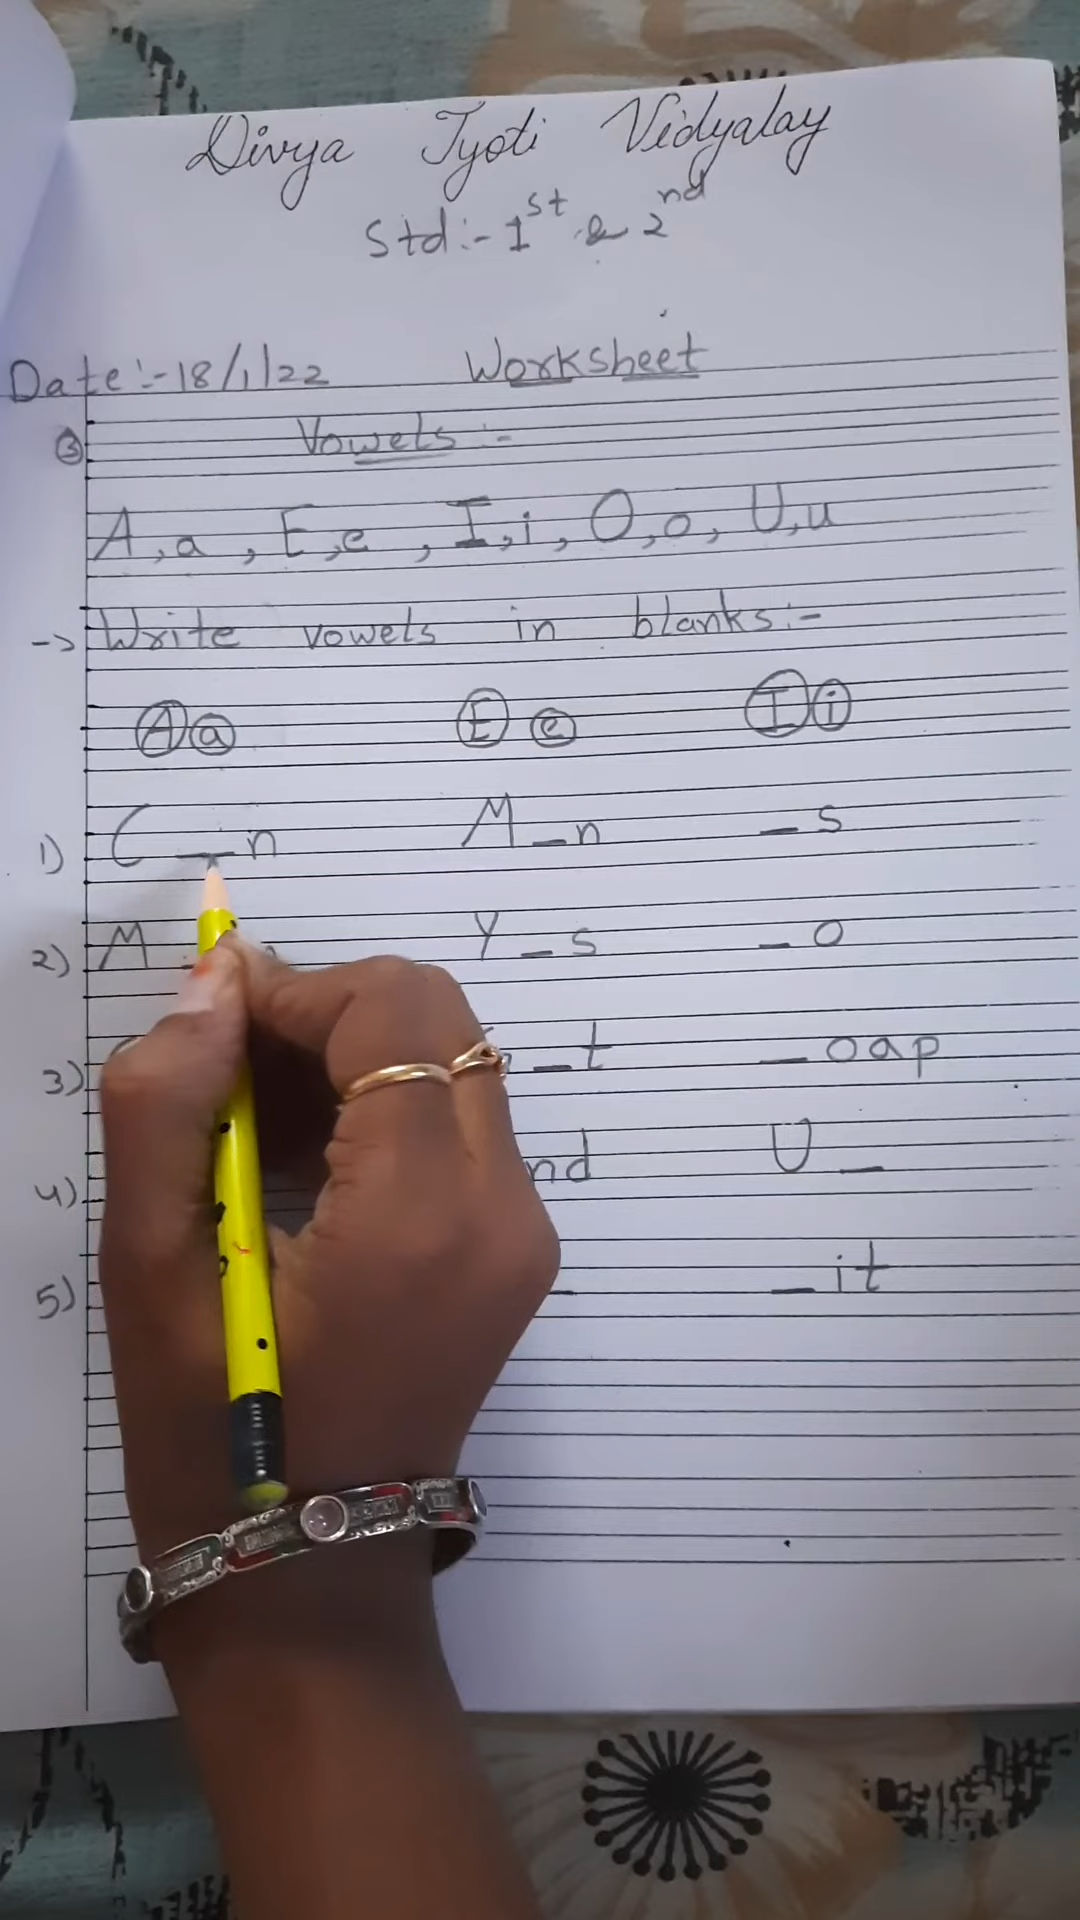 Divya Jyoti Vidyalay
Std:- 1st & 2nd
Date:- 18/1/22 Worksheet
③ Vowels :-
A, a , E, e , I, i , O, o, U, u
-> Write vowels in blanks:-
A a E e I i
1) C _ n M _ n _ s
2) M _ Y _ s _ o
3) _ t _ oap
4) nd U _
5) _ _ it